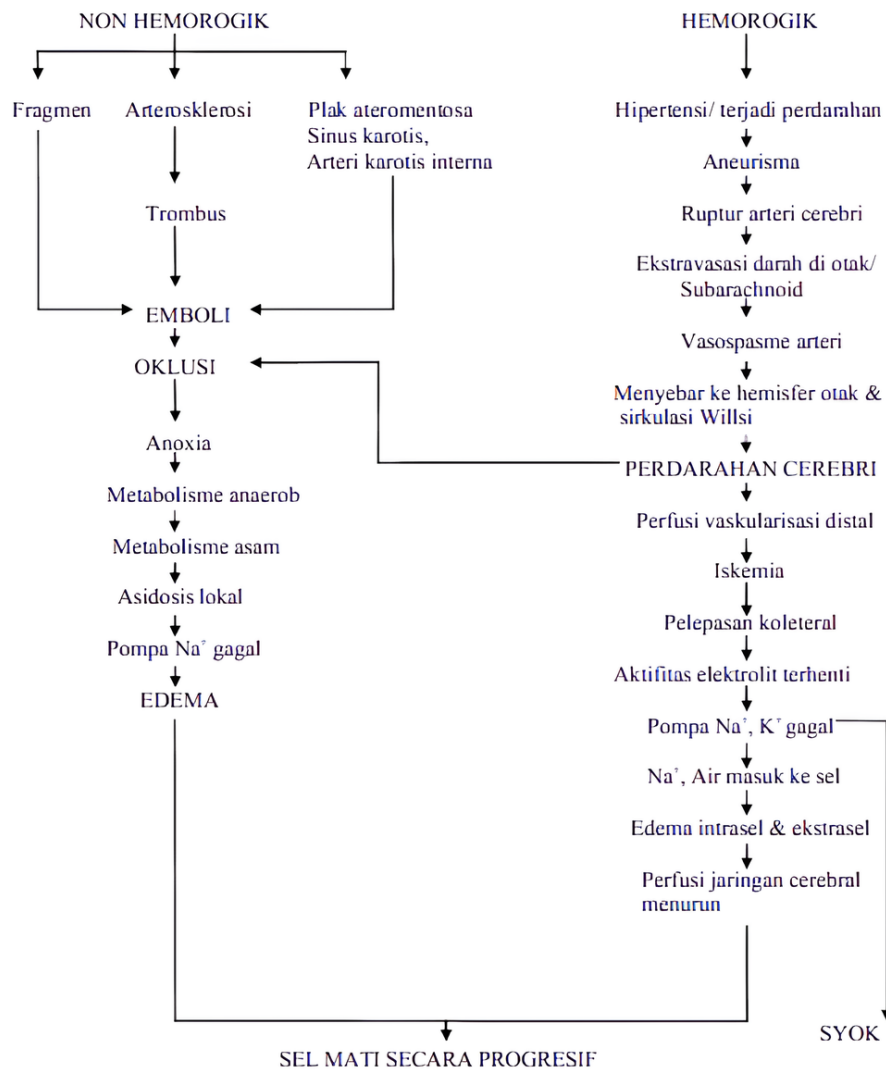 NON HEMOROGIK
Fragmen
Arterosklerosi
Plak ateromentosa
Sinus karotis,
Arteri karotis interna
Trombus
EMBOLI
OKLUSI
Anoxia
Metabolisme anaerob
Metabolisme asam
Asidosis lokal
Pompa Na⁺ gagal
EDEMA
HEMOROGIK
Hipertensi/ terjadi perdarahan
Aneurisma
Ruptur arteri cerebri
Ekstravasasi darah di otak/
Subarachnoid
Vasospasme arteri
Menyebar ke hemisfer otak &
sirkulasi Willsi
PERDARAHAN CEREBRI
Perfusi vaskularisasi distal
Iskemia
Pelepasan koleteral
Aktifitas elektrolit terhenti
Pompa Na⁺, K⁺ gagal
Na⁺, Air masuk ke sel
Edema intrasel & ekstrasel
Perfusi jaringan cerebral
menurun
SYOK
SEL MATI SECARA PROGRESIF